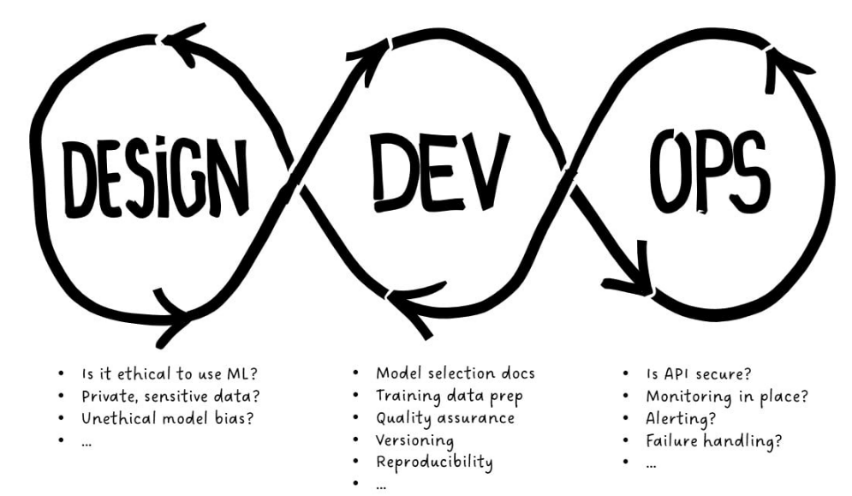 DESiGN
DEV
OPS
• Is it ethical to use ML?
• Private, sensitive data?
• Unethical model bias?
• ...
• Model selection docs
• Training data prep
• Quality assurance
• Versioning
• Reproducibility
• ...
• Is API secure?
• Monitoring in place?
• Alerting?
• Failure handling?
• ...